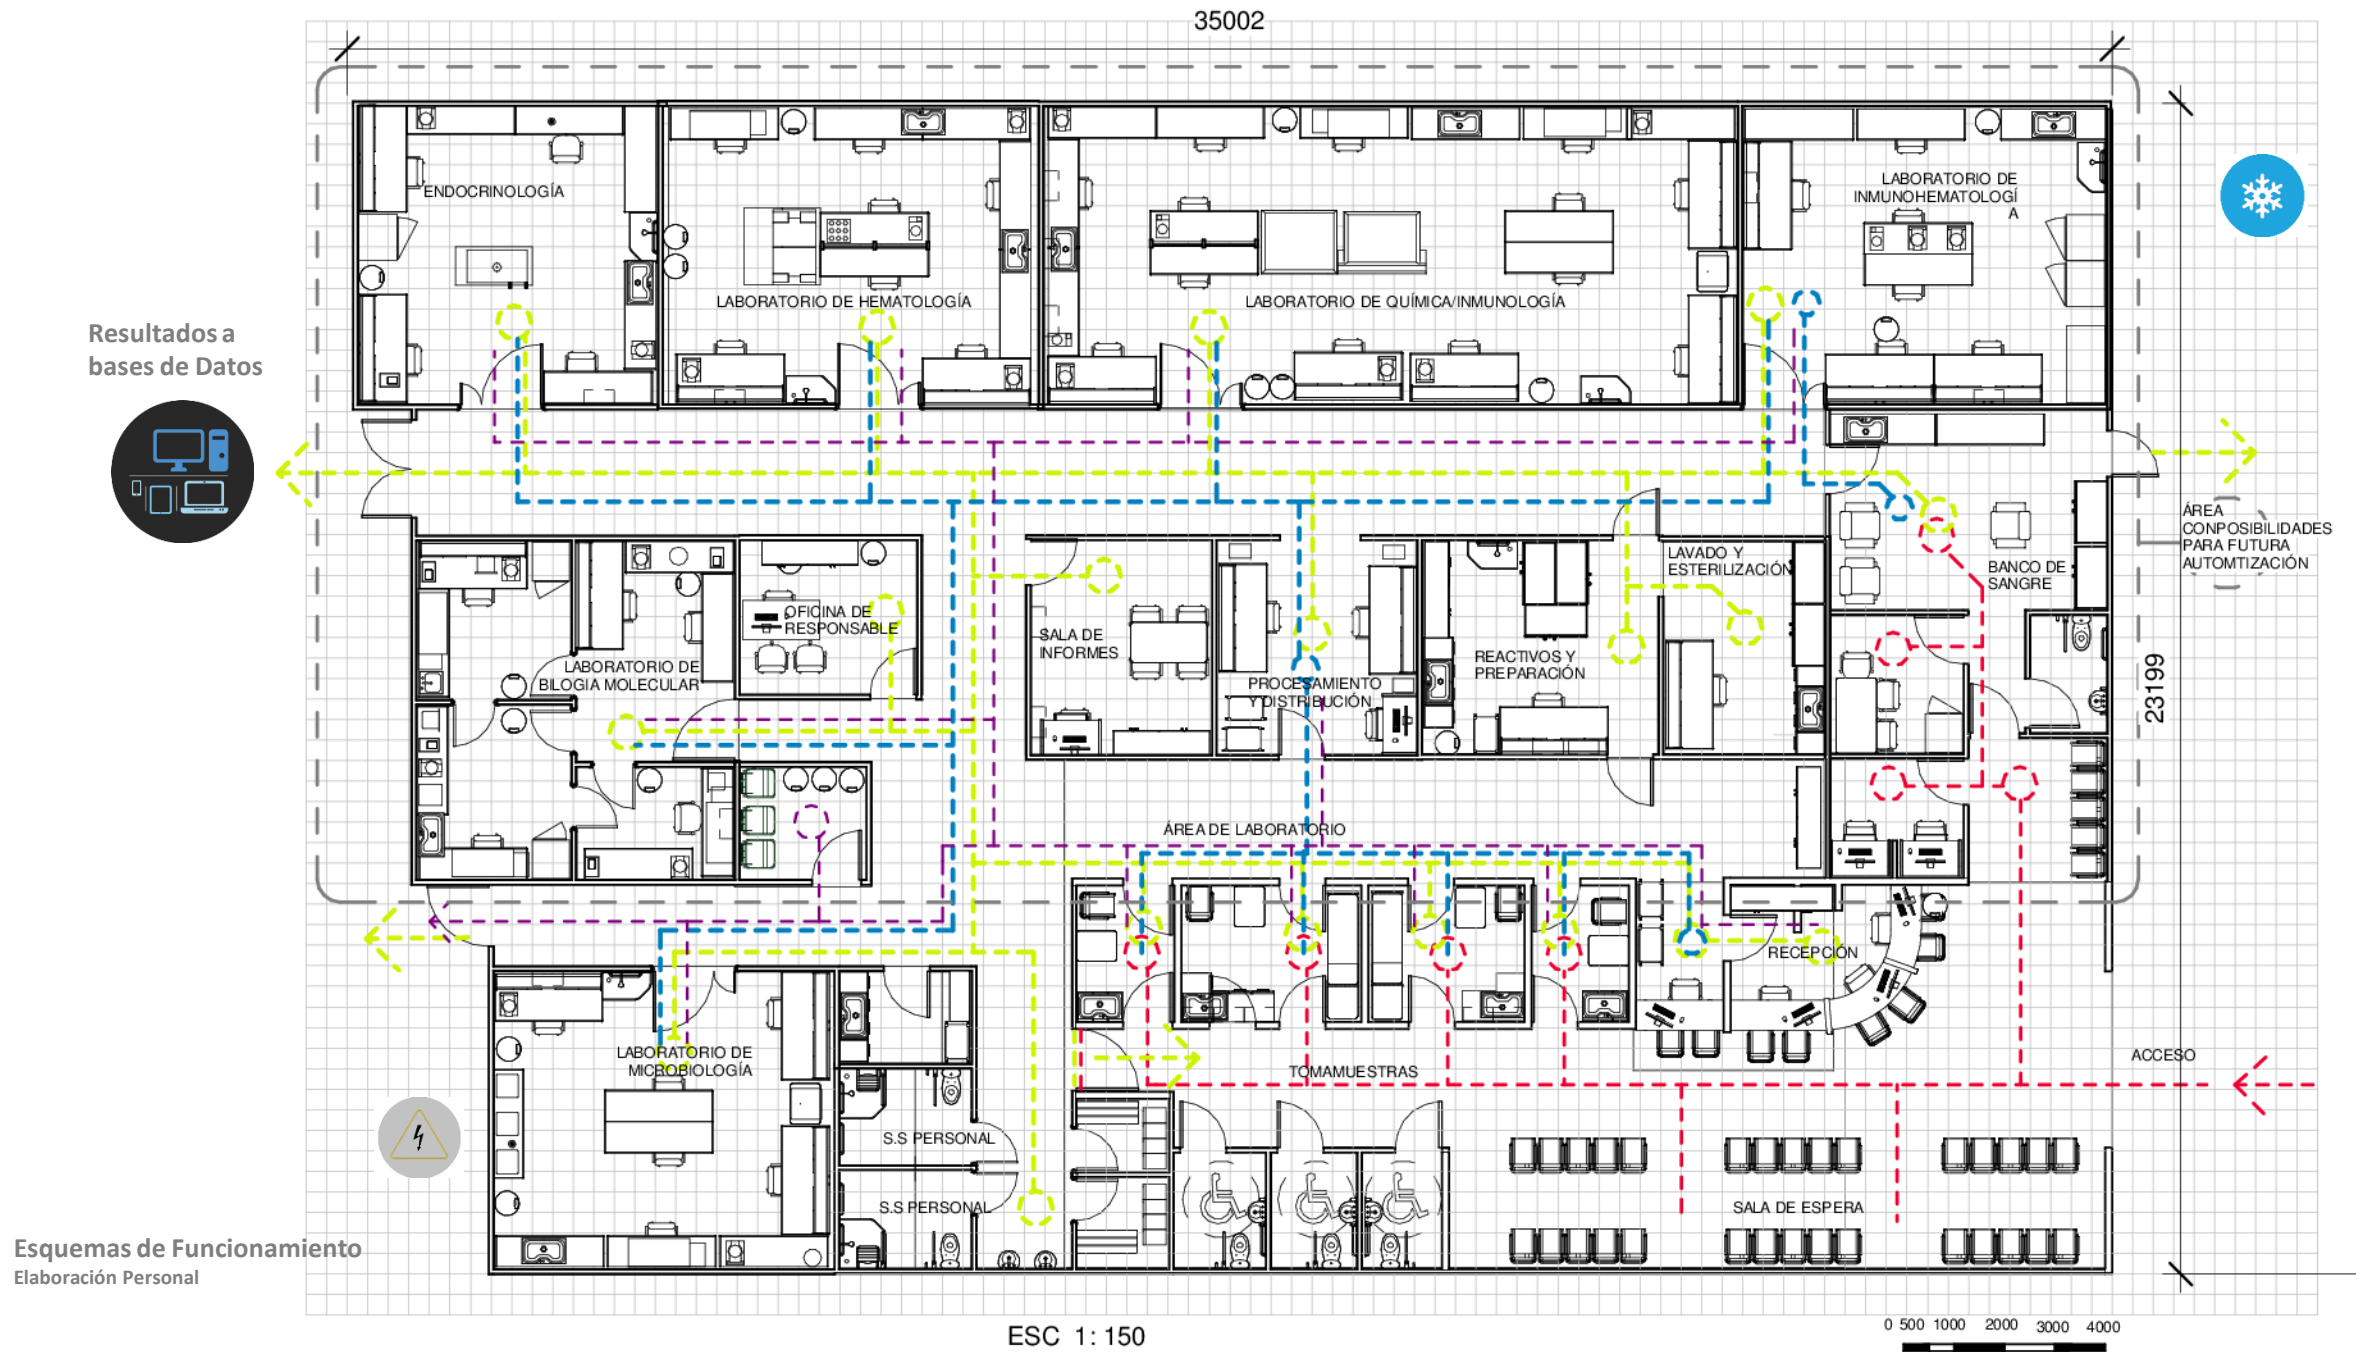 35002
ENDOCRINOLOGÍA
LABORATORIO DE
INMUNOHEMATOLOGÍ
A
LABORATORIO DE HEMATOLOGÍA
LABORATORIO DE QUÍMICA/INMUNOLOGÍA
Resultados a
bases de Datos
ÁREA
CONPOSIBILIDADES
PARA FUTURA
AUTOMTIZACIÓN
LAVADO Y
ESTERILIZACIÓN
BANCO DE
SANGRE
OFICINA DE
RESPONSABLE
SALA DE
INFORMES
REACTIVOS Y
PREPARACIÓN
LABORATORIO DE
BILOGIA MOLECULAR
PROCESAMIENTO
Y DISTRIBUCIÓN
23199
ÁREA DE LABORATORIO
RECEPCIÓN
LABORATORIO DE
MICROBIOLOGÍA
TOMAMUESTRAS
ACCESO
S.S PERSONAL
S.S PERSONAL
SALA DE ESPERA
Esquemas de Funcionamiento
Elaboración Personal
ESC 1: 150
0 500 1000 2000 3000 4000